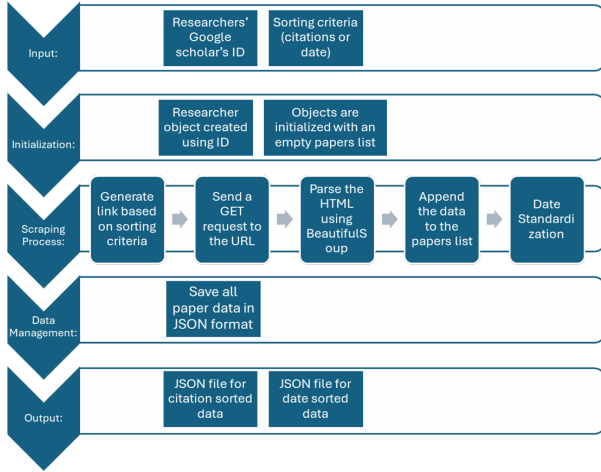 Input:
Researchers'
Google
scholar's ID
Sorting criteria
(citations or
date)
Initialization:
Researcher
object created
using ID
Objects are
initialized with an
empty papers list
Scraping
Process:
Generate
link based
on sorting
criteria
Send a
GET
request to
the URL
Parse the
HTML
using
BeautifulS
oup
Append
the data
to the
papers list
Date
Standardi
zation
Data
Management:
Save all
paper data in
JSON format
Output:
JSON file for
citation sorted
data
JSON file for
date sorted
data